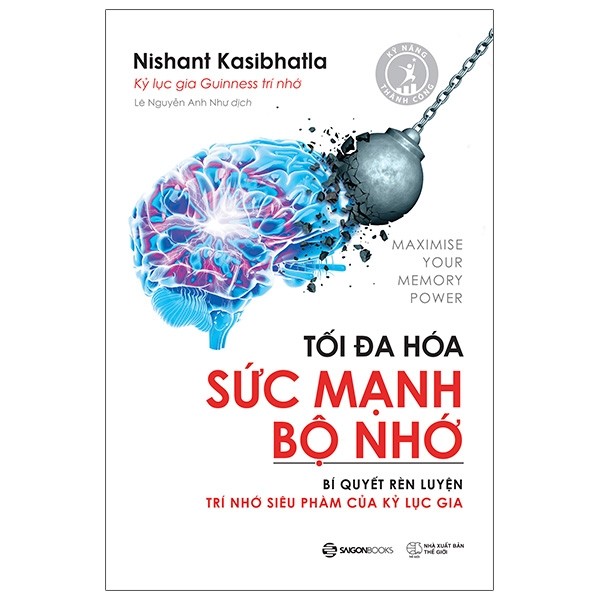 Nishant Kasibhatla
Kỷ lục gia Guinness trí nhớ
Lê Nguyễn Anh Như dịch
KỸ NĂNG
THÀNH CÔNG
MAXIMISE
YOUR
MEMORY
POWER
TỐI ĐA HÓA
SỨC MẠNH
BỘ NHỚ
BÍ QUYẾT RÈN LUYỆN
TRÍ NHỚ SIÊU PHÀM CỦA KỶ LỤC GIA
SAIGONBOOKS
NHÀ XUẤT BẢN
THẾ GIỚI